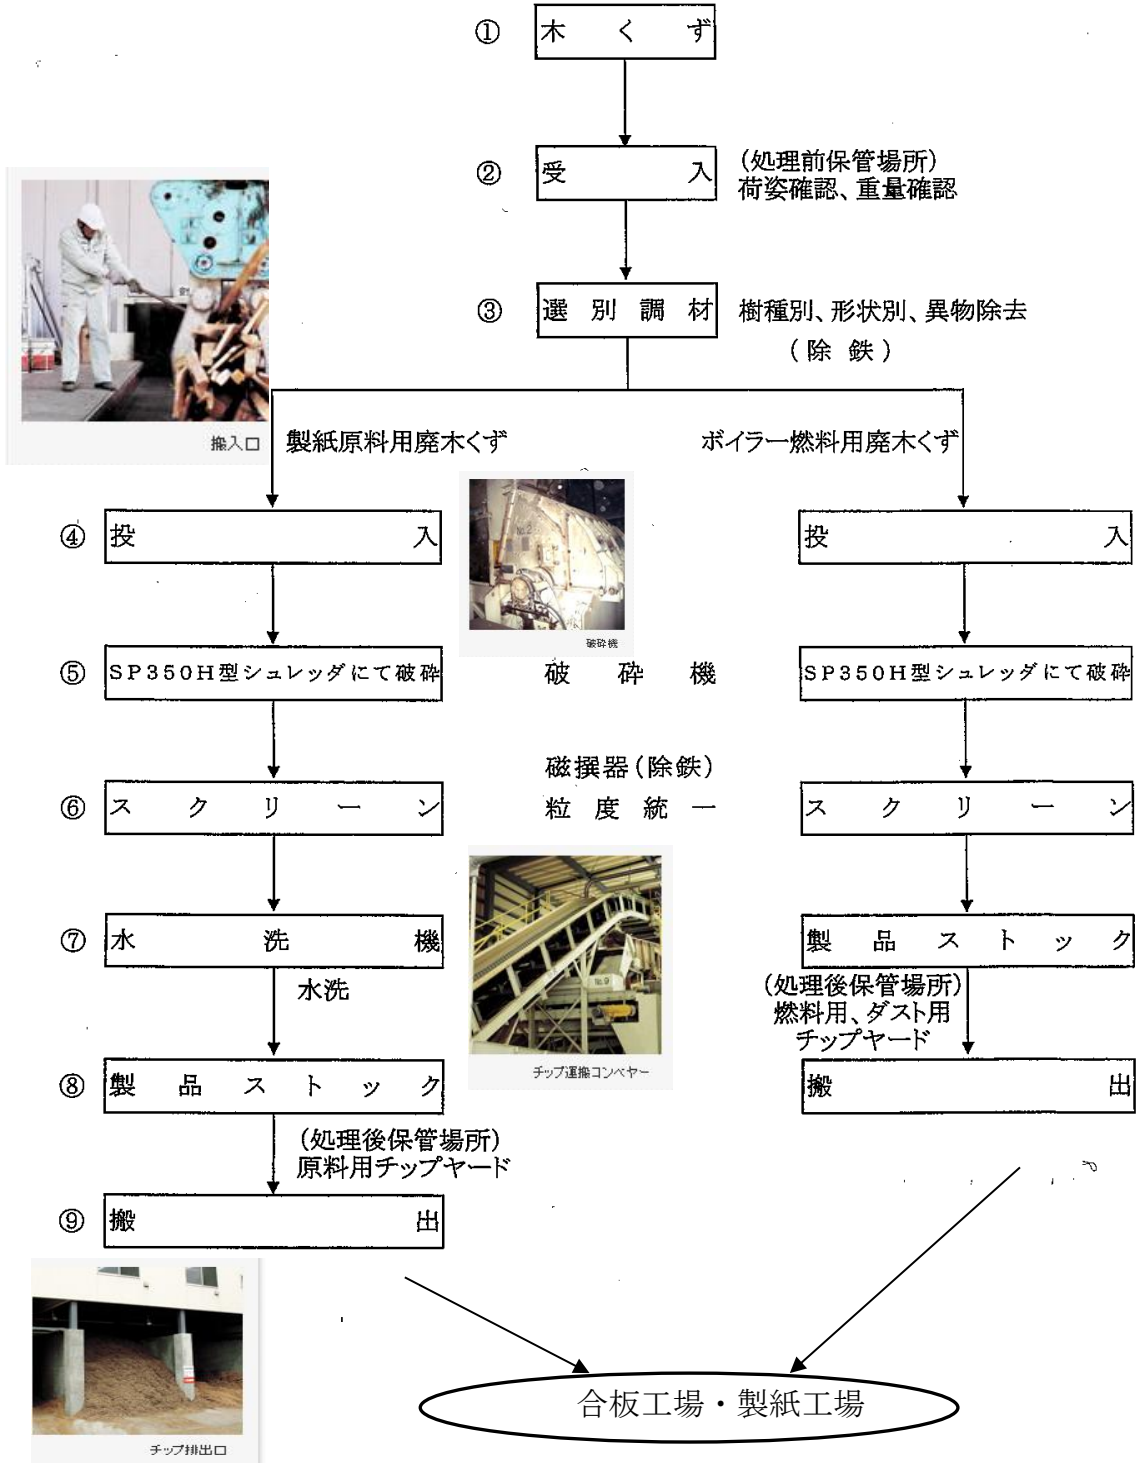 ① 木くず
② 受入
(処理前保管場所)
荷姿確認、重量確認
③ 選別調材
樹種別、形状別、異物除去
(除鉄)
搬入口
製紙原料用廃木くず
ボイラー燃料用廃木くず
④ 投入
投入
No.2
破砕機
⑤ SP350H型シュレッダにて破砕
破砕機
SP350H型シュレッダにて破砕
磁撰器(除鉄)
⑥ スクリーン
粒度統一
スクリーン
⑦ 水洗機
製品ストック
水洗
(処理後保管場所)
燃料用、ダスト用
チップヤード
チップ運搬コンベヤー
⑧ 製品ストック
搬出
(処理後保管場所)
原料用チップヤード
⑨ 搬出
チップ排出口
合板工場・製紙工場